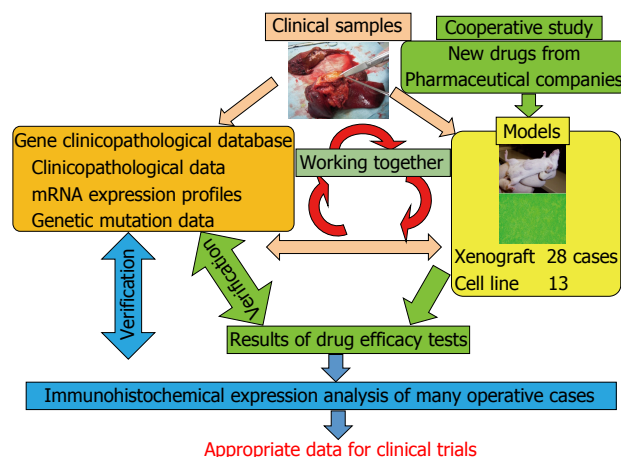 Clinical samples
Cooperative study
New drugs from
Pharmaceutical companies
Models
Gene clinicopathological database
Clinicopathological data
mRNA expression profiles
Genetic mutation data
Working together
Xenograft 28 cases
Cell line 13
Verification
Verification
Results of drug efficacy tests
Immunohistochemical expression analysis of many operative cases
Appropriate data for clinical trials